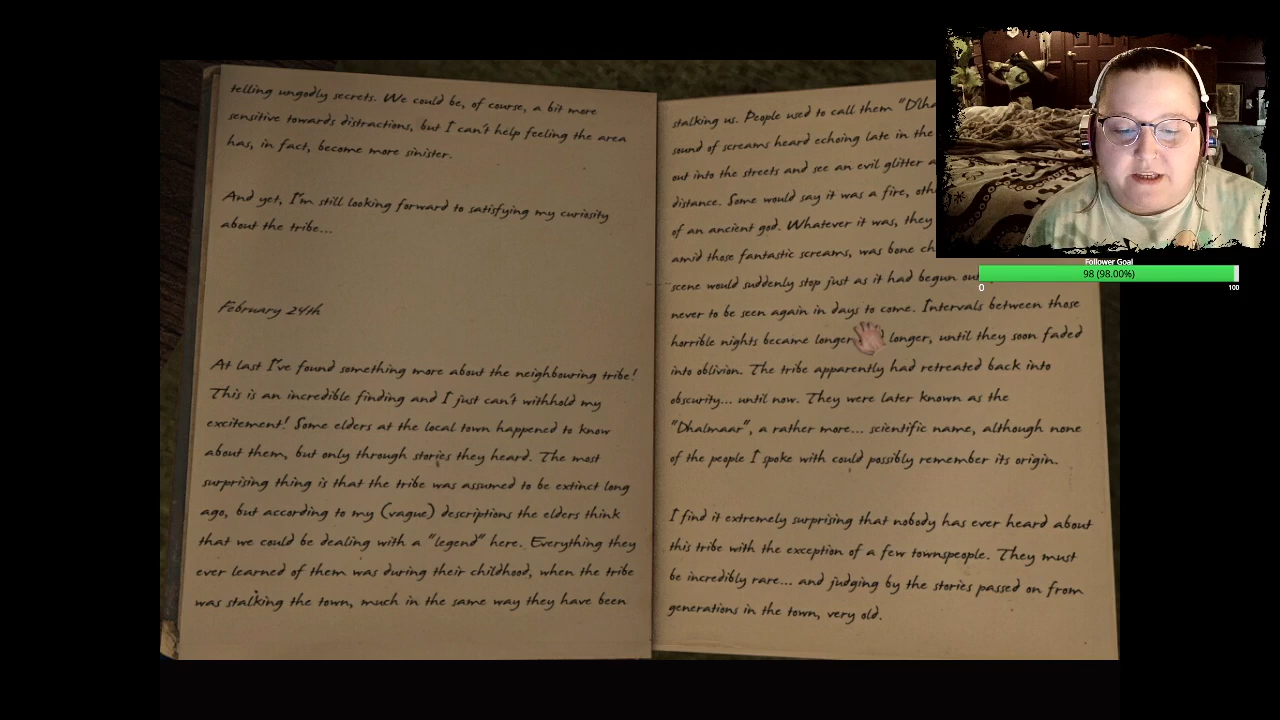 telling ungodly secrets. We could be, of course, a bit more
sensitive towards distractions, but I can't help feeling the area
has, in fact, become more sinister.
And yet, I'm still looking forward to satisfying my curiosity
about the tribe...
February 24th
At last I've found something more about the neighbouring tribe!
This is an incredible finding and I just can't withhold my
excitement! Some elders at the local town happened to know
about them, but only through stories they heard. The most
surprising thing is that the tribe was assumed to be extinct long
ago, but according to my (vague) descriptions the elders think
that we could be dealing with a "legend" here. Everything they
ever learned of them was during their childhood, when the tribe
was stalking the town, much in the same way they have been
stalking us. People used to call them
sound of screams heard echoing late in the
out into the streets and see an evil glitter
distance. Some would say it was a fire,
of an ancient god. Whatever it was, they
amid those fantastic screams, was bone
scene would suddenly stop just as it had begun
never to be seen again in days to come. Intervals between those
horrible nights became longer longer, until they soon faded
into oblivion. The tribe apparently had retreated back into
obscurity... until now. They were later known as the
"Dhalmaar", a rather more... scientific name, although none
of the people I spoke with could possibly remember its origin.
I find it extremely surprising that nobody has ever heard about
this tribe with the exception of a few townspeople. They must
be incredibly rare... and judging by the stories passed on from
generations in the town, very old.
Follower Goal
98 (98.00%)
0 100